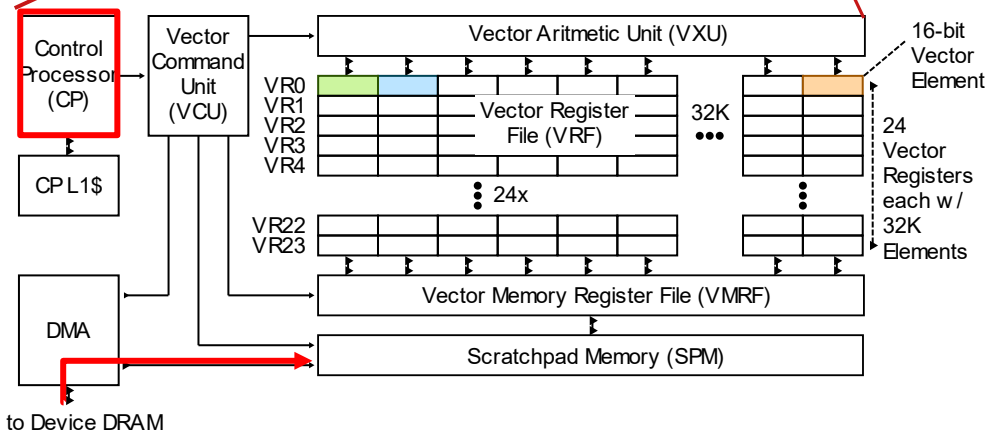 Control
Processor
(CP)
Vector
Command
Unit
(VCU)
Vector Aritmetic Unit (VXU)
16-bit
Vector
Element
VR0
VR1
VR2
VR3
VR4
Vector Register
File (VRF)
32K
24
Vector
Registers
each w/
32K
Elements
CP L1$
24x
VR22
VR23
DMA
Vector Memory Register File (VMRF)
Scratchpad Memory (SPM)
to Device DRAM